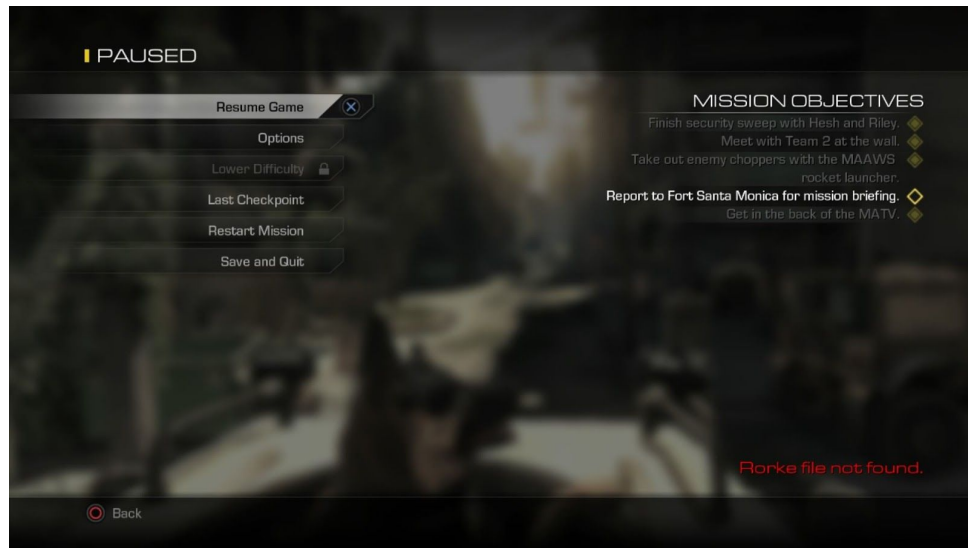 PAUSED
Resume Game
Options
Lower Difficulty
Last Checkpoint
Restart Mission
Save and Quit
MISSION OBJECTIVES
Finish security sweep with Hesh and Riley.
Meet with Team 2 at the wall.
Take out enemy choppers with the MAAWS
rocket launcher.
Report to Fort Santa Monica for mission briefing.
Get in the back of the MATV.
Rorke file not found.
Back